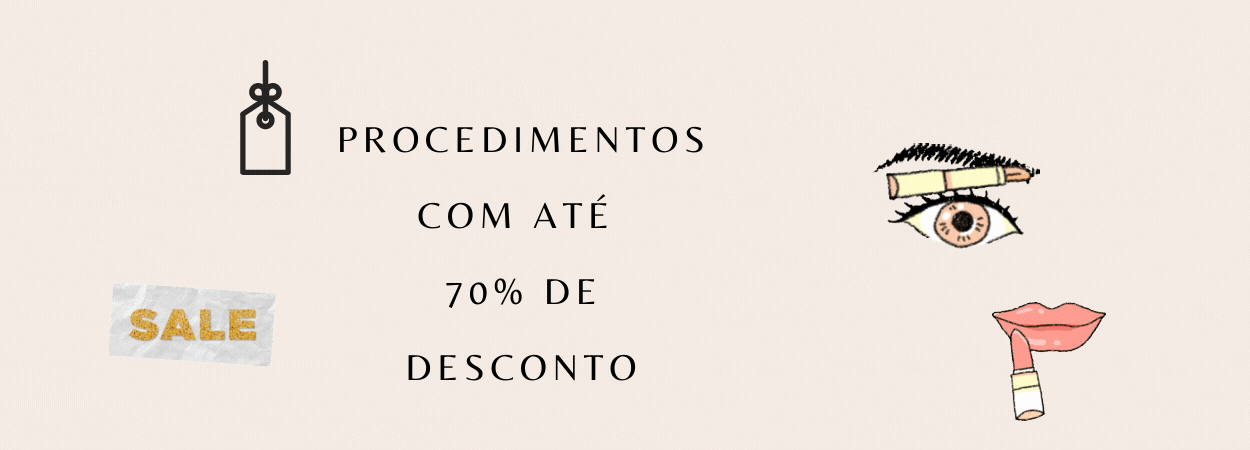 PROCEDIMENTOS
COM ATÉ
70% DE
DESCONTO
SALE